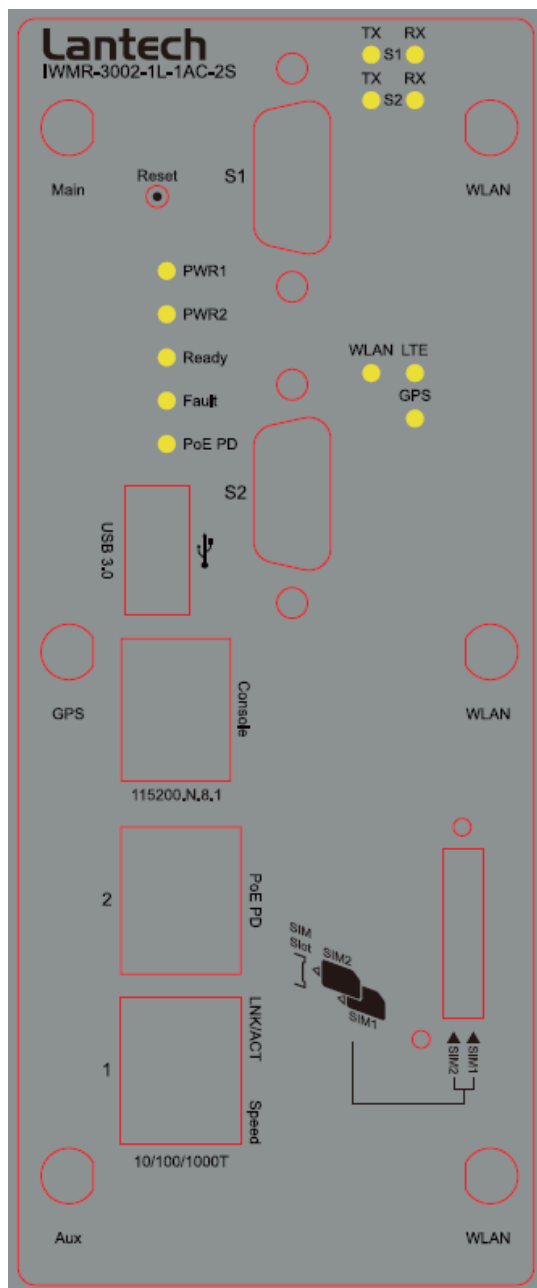 Lantech
IWMR-3002-1L-1AC-2S
TX RX
S1
TX RX
S2
Main
Reset
S1
WLAN
PWR1
PWR2
Ready
Fault
PoE PD
WLAN LTE
GPS
S2
USB 3.0
GPS
Console
WLAN
115200.N.8.1
2
PoE PD
SIM
Slot
SIM2
SIM1
1
LNK/ACT
Speed
SIM2
SIM1
10/100/1000T
Aux
WLAN